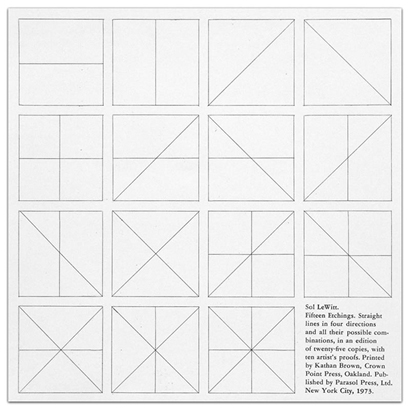 Sol LeWitt.
Fifteen Etchings. Straight
lines in four directions
and all their possible com-
binations, in an edition
of twenty-five copies, with
ten artist's proofs. Printed
by Kathan Brown, Crown
Point Press, Oakland. Pub-
lished by Parasol Press, Ltd.
New York City, 1973.